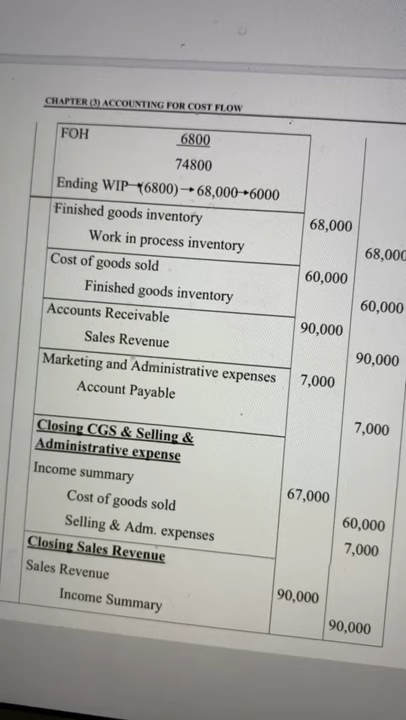 CHAPTER (3) ACCOUNTING FOR COST FLOW
FOH 6800
74800
Ending WIP (6800) → 68,000 → 6000
Finished goods inventory 68,000
Work in process inventory 68,000
Cost of goods sold 60,000
Finished goods inventory 60,000
Accounts Receivable 90,000
Sales Revenue 90,000
Marketing and Administrative expenses 7,000
Account Payable 7,000
Closing CGS & Selling &
Administrative expense
Income summary 67,000
Cost of goods sold 60,000
Selling & Adm. expenses 7,000
Closing Sales Revenue
Sales Revenue 90,000
Income Summary 90,000